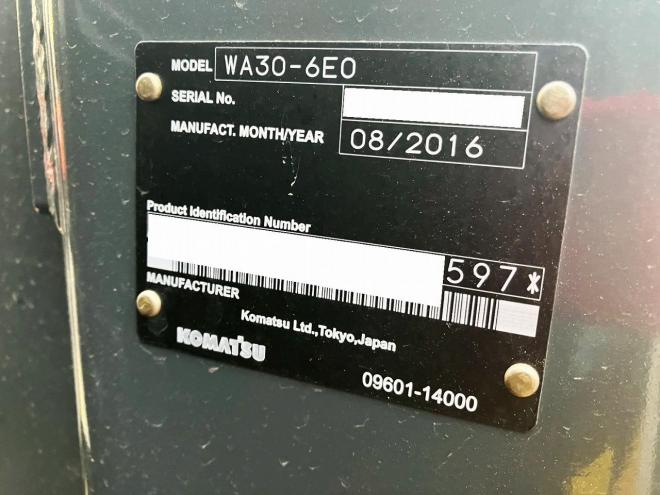 MODEL WA30-6E0
SERIAL No.
MANUFACT. MONTH/YEAR 08/2016
Product Identification Number
597*
MANUFACTURER
Komatsu Ltd.,Tokyo,Japan
KOMATSU
09601-14000